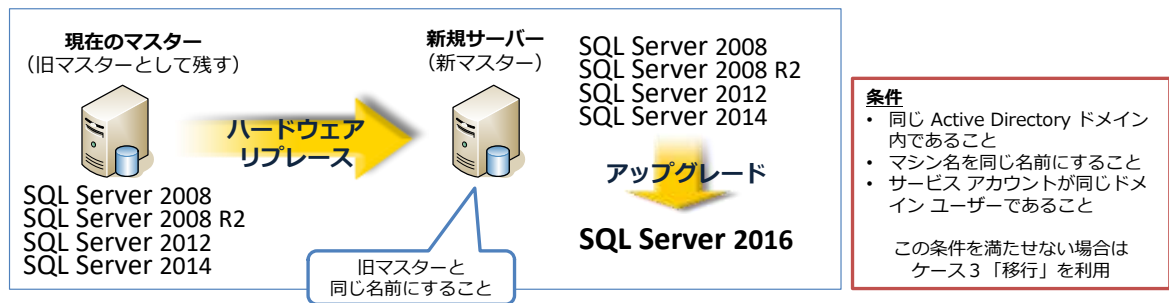 現在のマスター
（旧マスターとして残す）
SQL Server 2008
SQL Server 2008 R2
SQL Server 2012
SQL Server 2014
ハードウェア
リプレース
新規サーバー
（新マスター）
旧マスターと
同じ名前にすること
SQL Server 2008
SQL Server 2008 R2
SQL Server 2012
SQL Server 2014
アップグレード
SQL Server 2016
条件
• 同じ Active Directory ドメイン
内であること
• マシン名を同じ名前にすること
• サービス アカウントが同じドメ
イン ユーザーであること
この条件を満たせない場合は
ケース３「移行」を利用